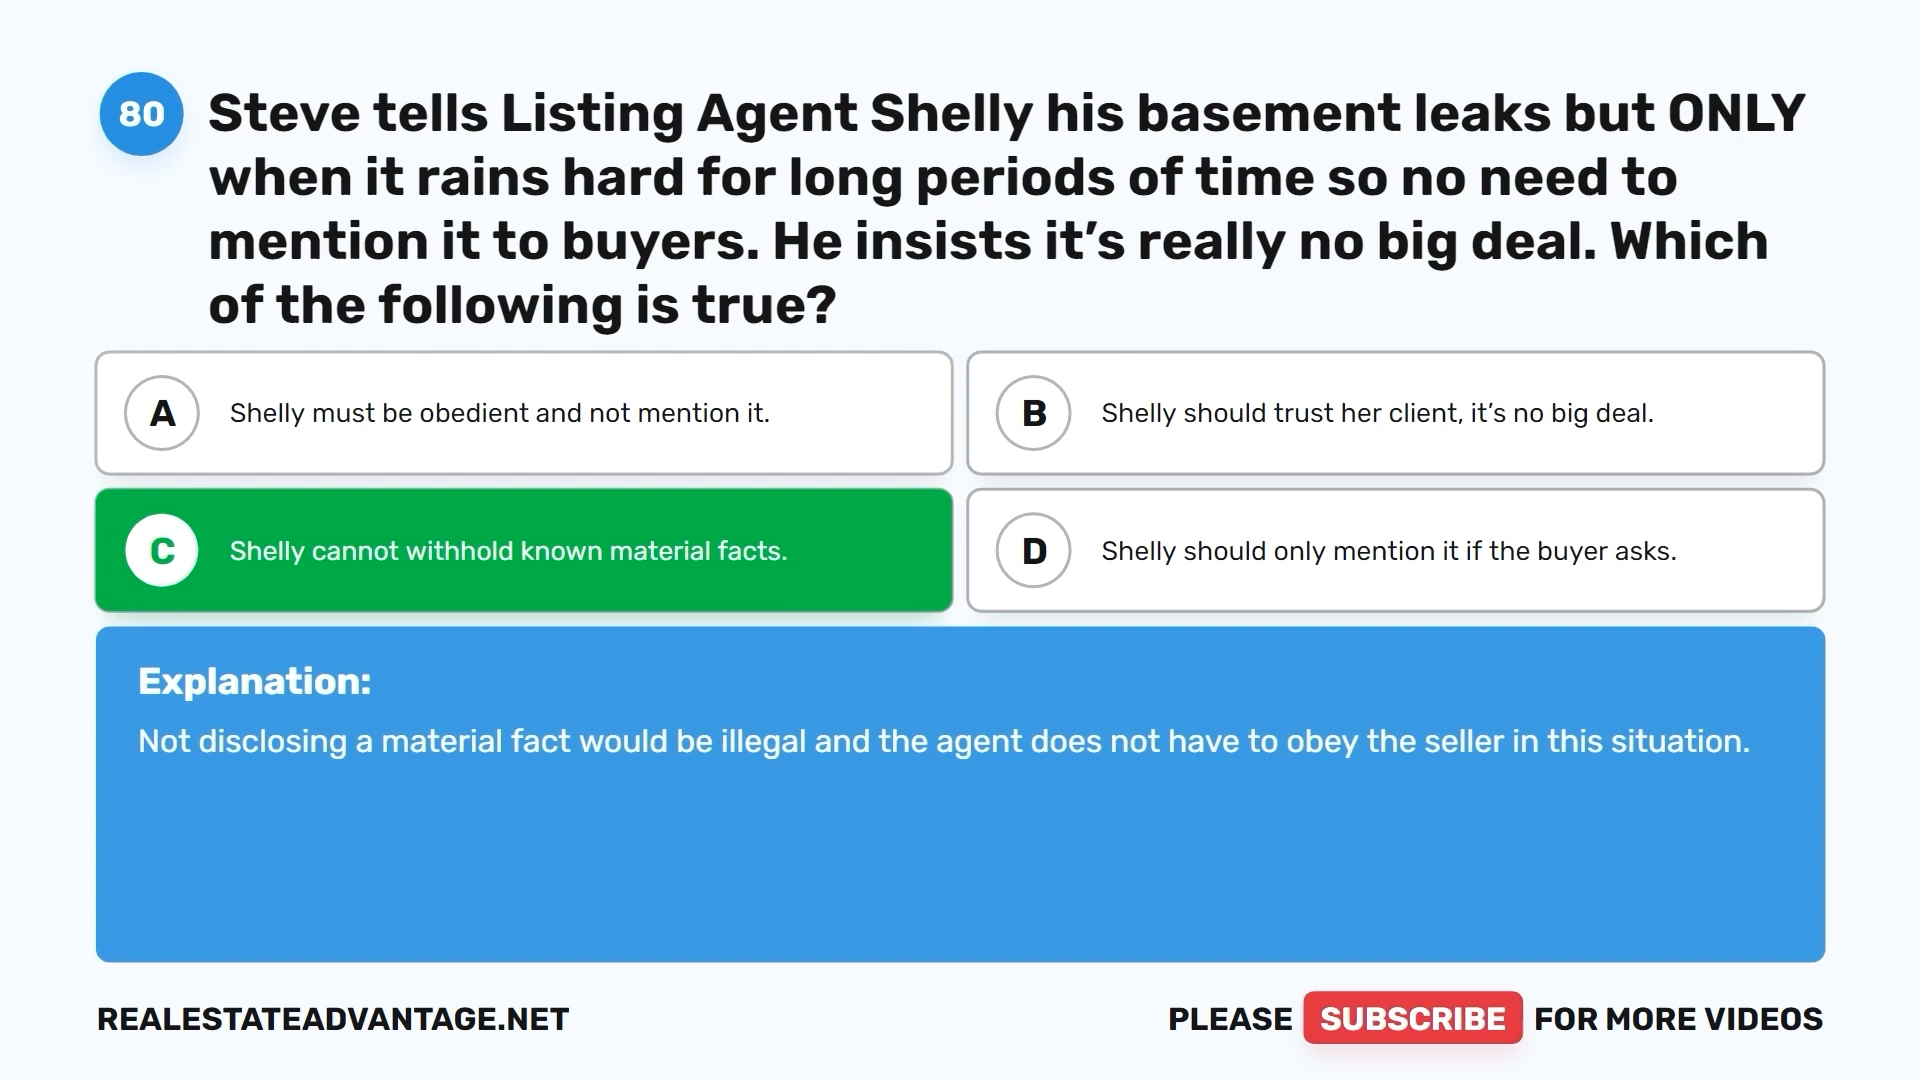 80
Steve tells Listing Agent Shelly his basement leaks but ONLY
when it rains hard for long periods of time so no need to
mention it to buyers. He insists it’s really no big deal. Which
of the following is true?
A Shelly must be obedient and not mention it.
B Shelly should trust her client, it’s no big deal.
C Shelly cannot withhold known material facts.
D Shelly should only mention it if the buyer asks.
Explanation:
Not disclosing a material fact would be illegal and the agent does not have to obey the seller in this situation.
REALESTATEADVANTAGE.NET
PLEASE SUBSCRIBE FOR MORE VIDEOS